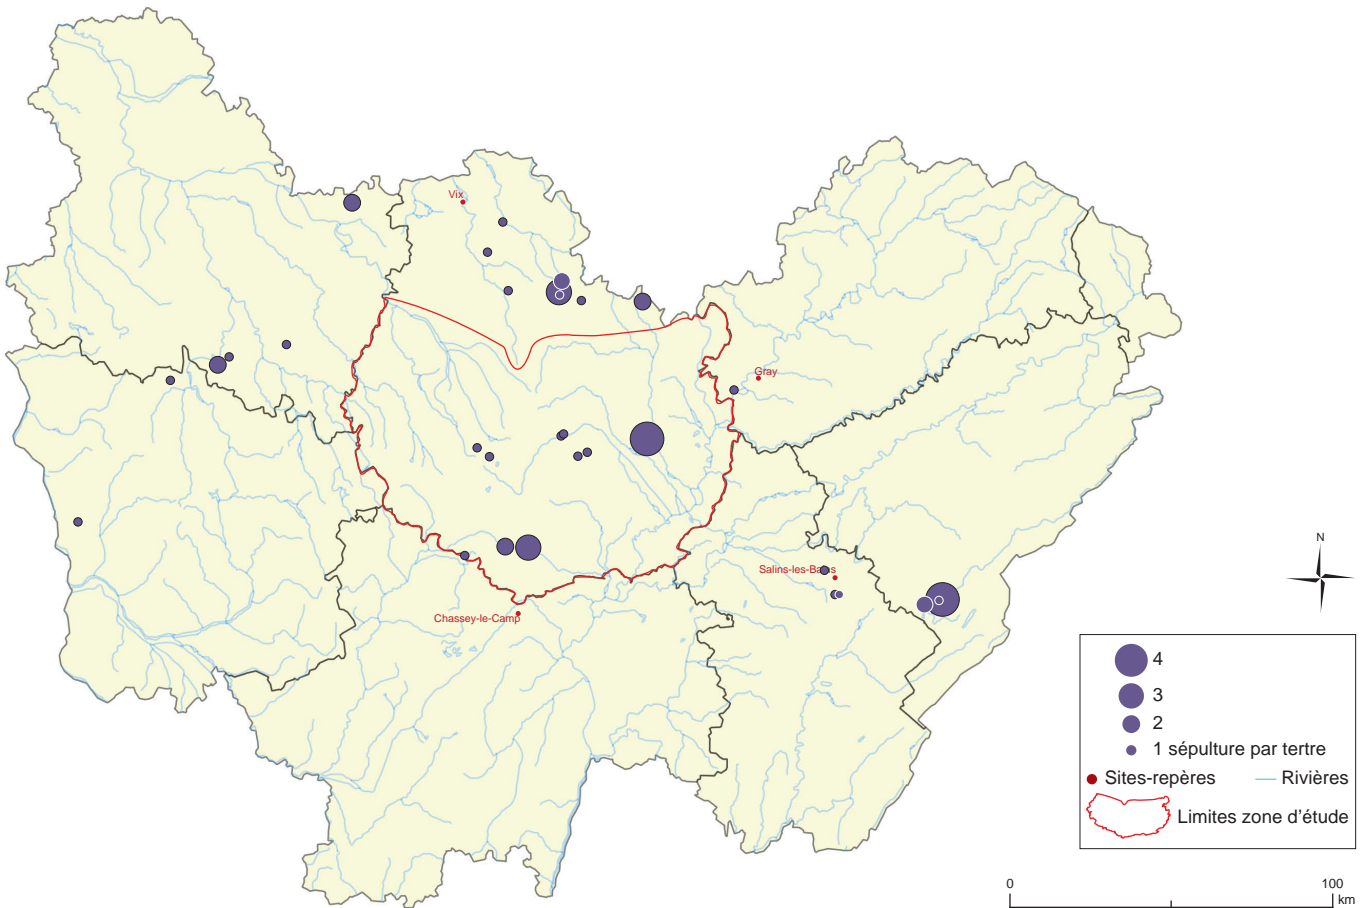 Vix
Gray
Salins-les-Bains
Chassey-le-Camp
N
4
3
2
1 sépulture par tertre
Sites-repères
Rivières
Limites zone d'étude
0
100
km